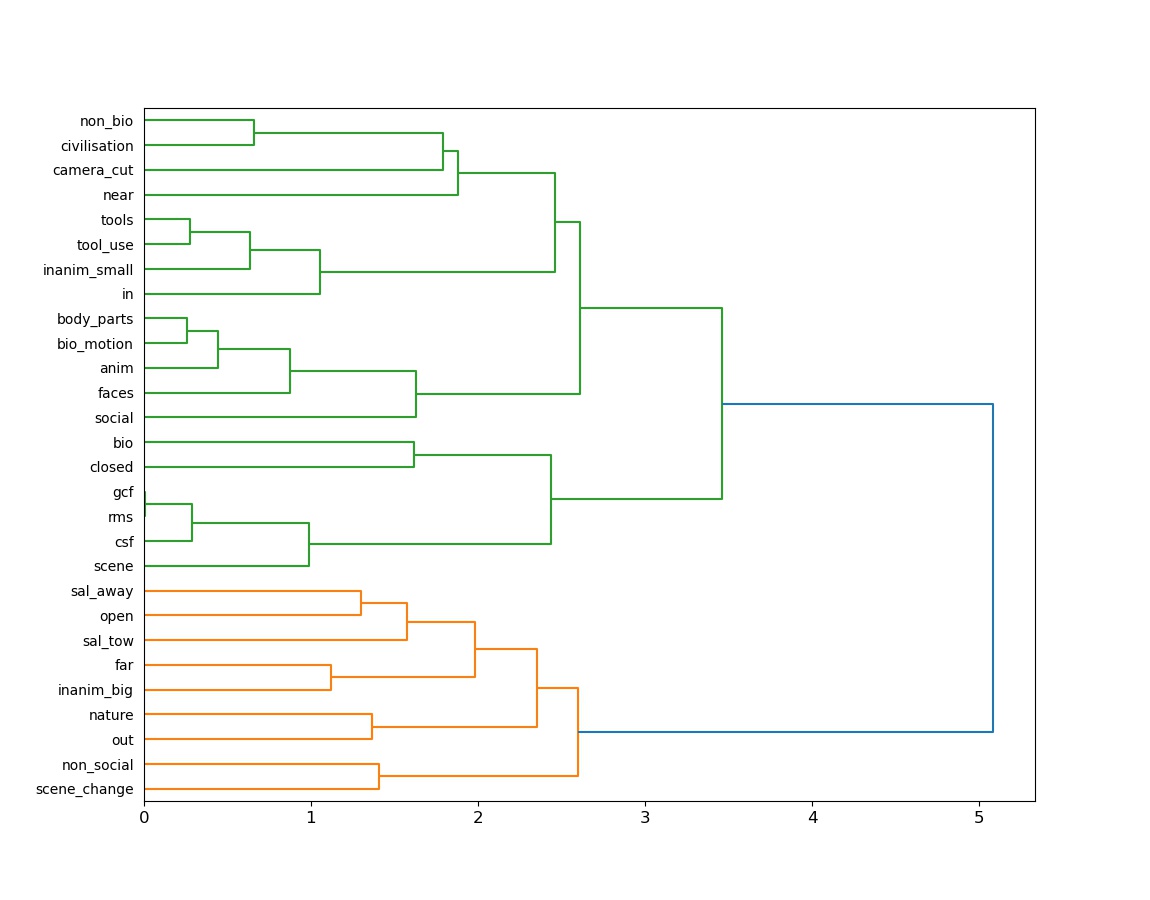 non_bio
civilisation
camera_cut
near
tools
tool_use
inanim_small
in
body_parts
bio_motion
anim
faces
social
bio
closed
gcf
rms
csf
scene
sal_away
open
sal_tow
far
inanim_big
nature
out
non_social
scene_change
0 1 2 3 4 5